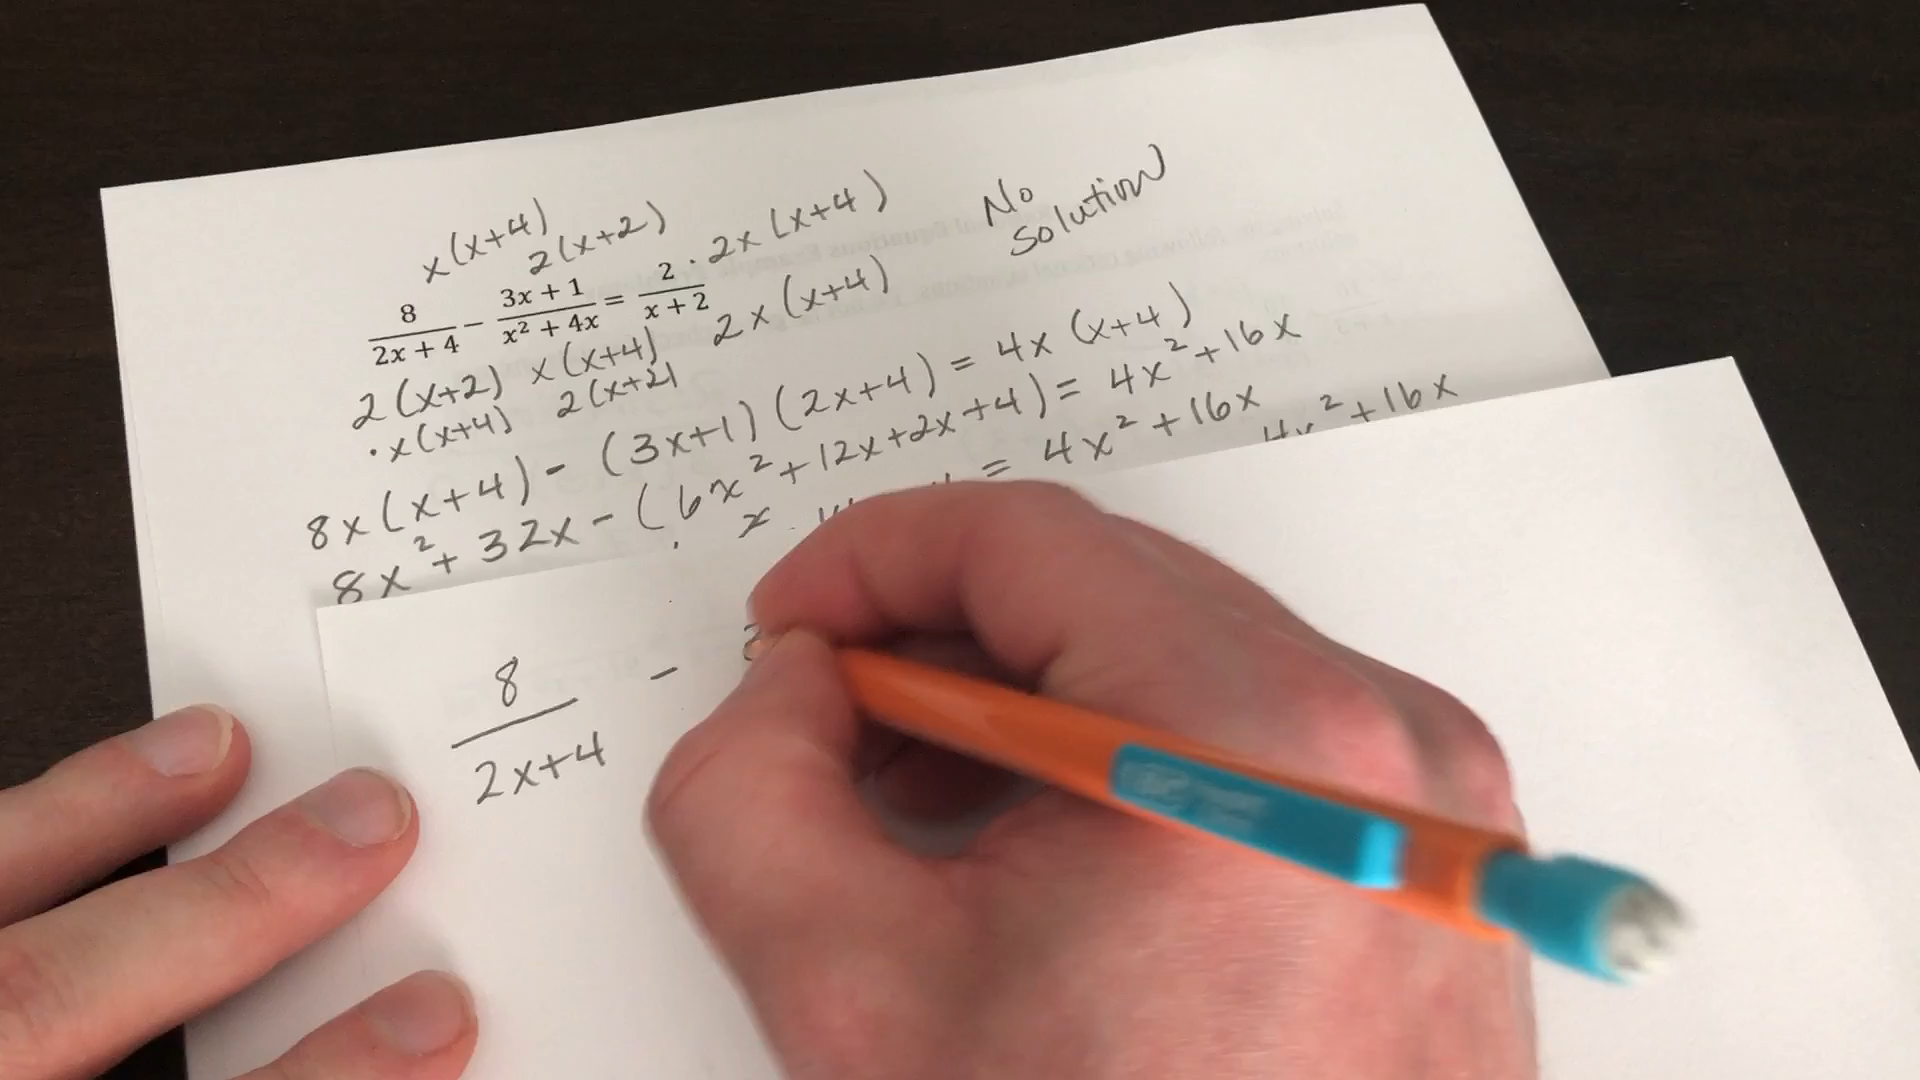 x(x+4)
2(x+2)
· 2x (x+4)
No
solution
8/(2x + 4) − (3x + 1)/(x² + 4x) = 2/(x + 2)
2(x+2) x(x+4) 2x(x+4)
· x(x+4) 2(x+2)
8x(x+4) - (3x+1)(2x+4) = 4x (x+4)
8x² + 32x - (6x² + 12x + 2x + 4) = 4x² + 16x
= 4x² + 16x
4x² + 16x
8/(2x+4) -